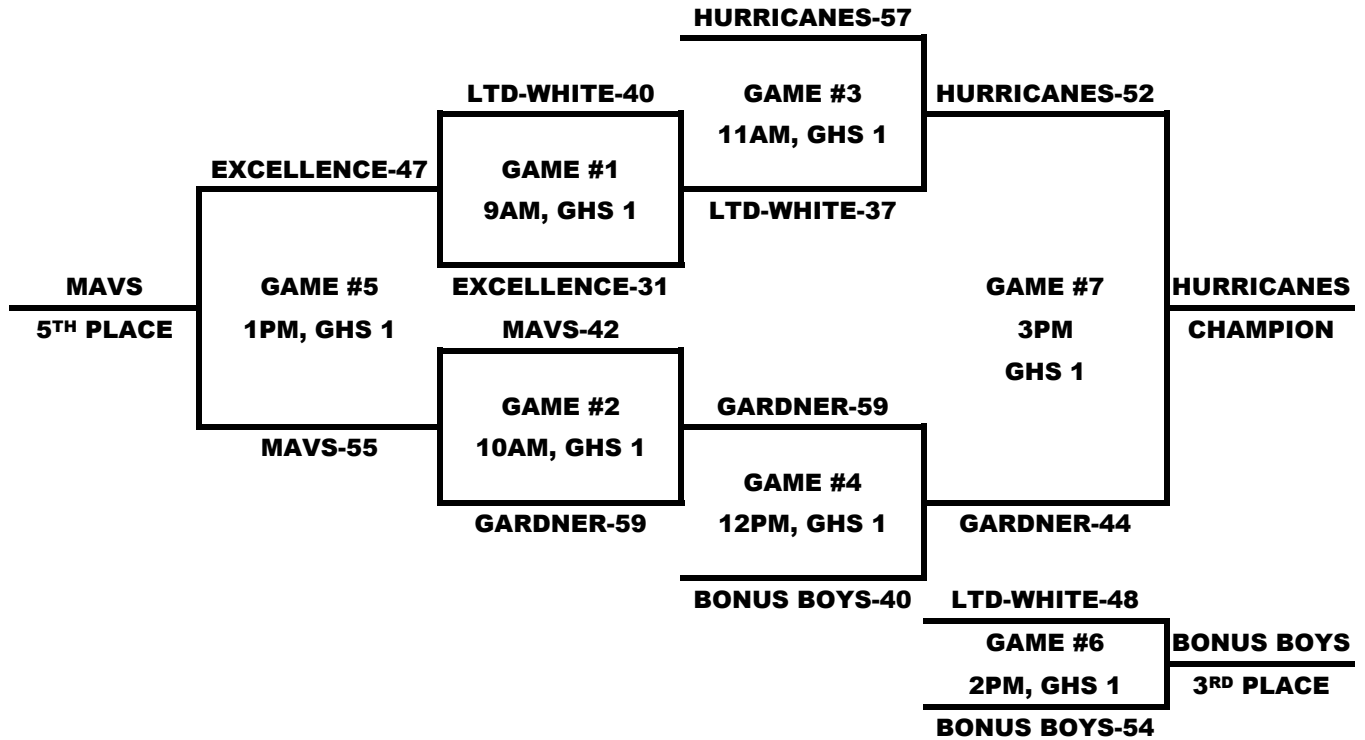 HURRICANES-57
LTD-WHITE-40
GAME #3
11AM, GHS 1
HURRICANES-52
EXCELLENCE-47
GAME #1
9AM, GHS 1
LTD-WHITE-37
MAVS
5TH PLACE
GAME #5
1PM, GHS 1
EXCELLENCE-31
MAVS-42
GAME #7
3PM
GHS 1
HURRICANES
CHAMPION
MAVS-55
GAME #2
10AM, GHS 1
GARDNER-59
GARDNER-59
GAME #4
12PM, GHS 1
GARDNER-44
BONUS BOYS-40
LTD-WHITE-48
GAME #6
2PM, GHS 1
BONUS BOYS
3RD PLACE
BONUS BOYS-54